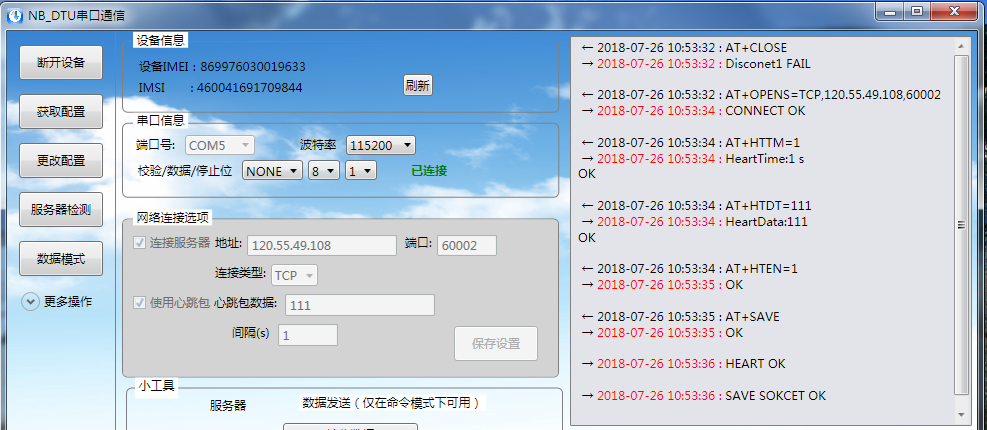 NB_DTU串口通信
断开设备
获取配置
更改配置
服务器检测
数据模式
更多操作
设备信息
设备IMEI : 869976030019633
IMSI : 460041691709844
刷新
串口信息
端口号: COM5 波特率 115200
校验/数据/停止位 NONE 8 1 已连接
网络连接选项
连接服务器 地址: 120.55.49.108 端口: 60002
连接类型: TCP
使用心跳包 心跳包数据: 111
间隔(s) 1
保存设置
小工具
服务器 数据发送（仅在命令模式下可用）
← 2018-07-26 10:53:32 : AT+CLOSE
→ 2018-07-26 10:53:32 : Disconet1 FAIL
← 2018-07-26 10:53:32 : AT+OPENS=TCP,120.55.49.108,60002
→ 2018-07-26 10:53:34 : CONNECT OK
← 2018-07-26 10:53:34 : AT+HTTM=1
→ 2018-07-26 10:53:34 : HeartTime:1 s
OK
← 2018-07-26 10:53:34 : AT+HTDT=111
→ 2018-07-26 10:53:34 : HeartData:111
OK
← 2018-07-26 10:53:34 : AT+HTEN=1
→ 2018-07-26 10:53:35 : OK
← 2018-07-26 10:53:35 : AT+SAVE
→ 2018-07-26 10:53:35 : OK
→ 2018-07-26 10:53:36 : HEART OK
→ 2018-07-26 10:53:36 : SAVE SOKCET OK